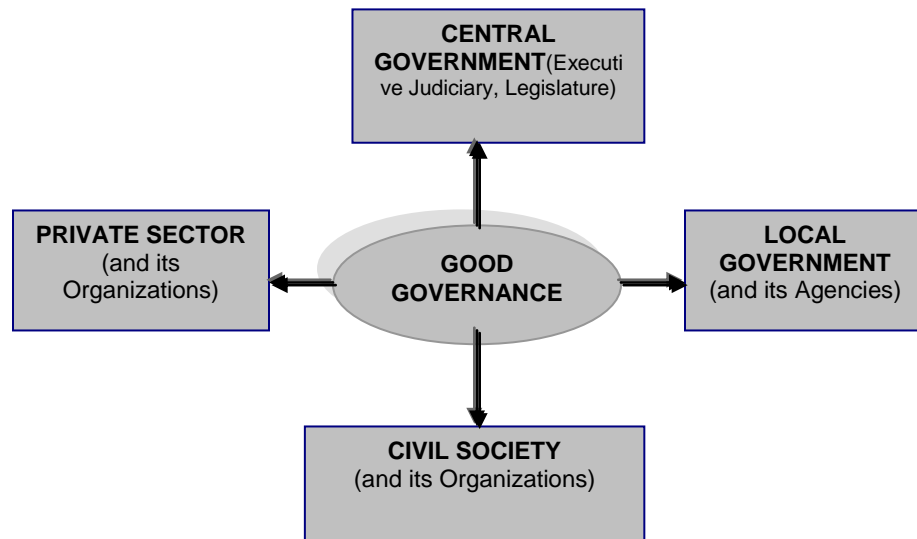 CENTRAL
GOVERNMENT(Executi
ve Judiciary, Legislature)
PRIVATE SECTOR
(and its
Organizations)
GOOD
GOVERNANCE
LOCAL
GOVERNMENT
(and its Agencies)
CIVIL SOCIETY
(and its Organizations)